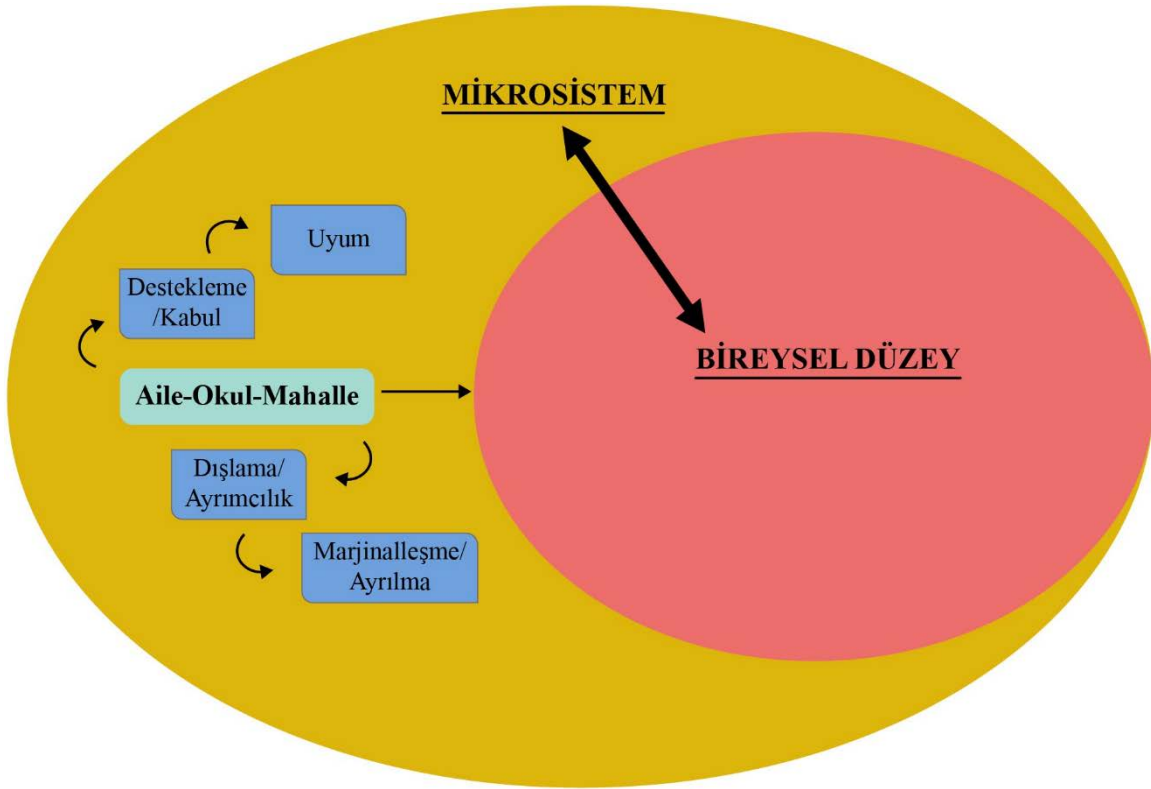 MİKROSİSTEM
Uyum
Destekleme
/Kabul
BİREYSEL DÜZEY
Aile-Okul-Mahalle
Dışlama/
Ayrımcılık
Marjinalleşme/
Ayrılma